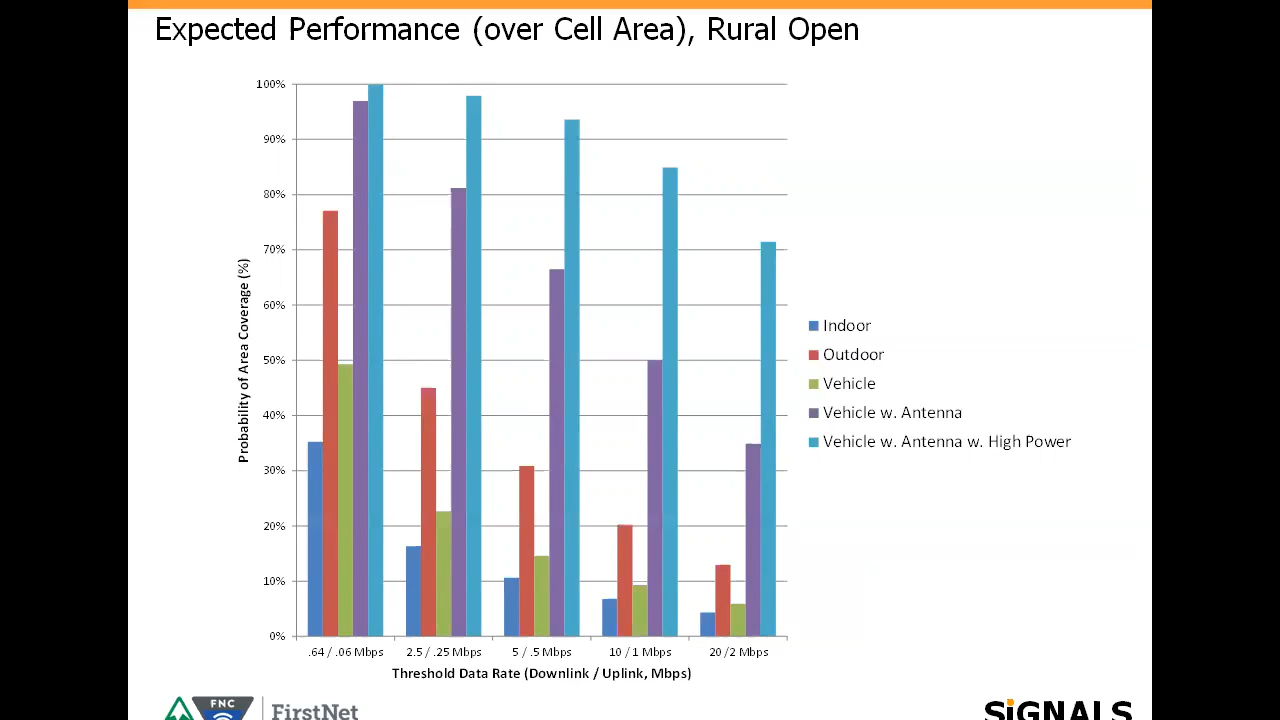 Expected Performance (over Cell Area), Rural Open
100%
90%
80%
70%
60%
50%
40%
30%
20%
10%
0%
Probability of Area Coverage (%)
.64 / .06 Mbps
2.5 / .25 Mbps
5 / .5 Mbps
10 / 1 Mbps
20 /2 Mbps
Threshold Data Rate (Downlink / Uplink, Mbps)
Indoor
Outdoor
Vehicle
Vehicle w. Antenna
Vehicle w. Antenna w. High Power
FNC
FirstNet
SiGNALS